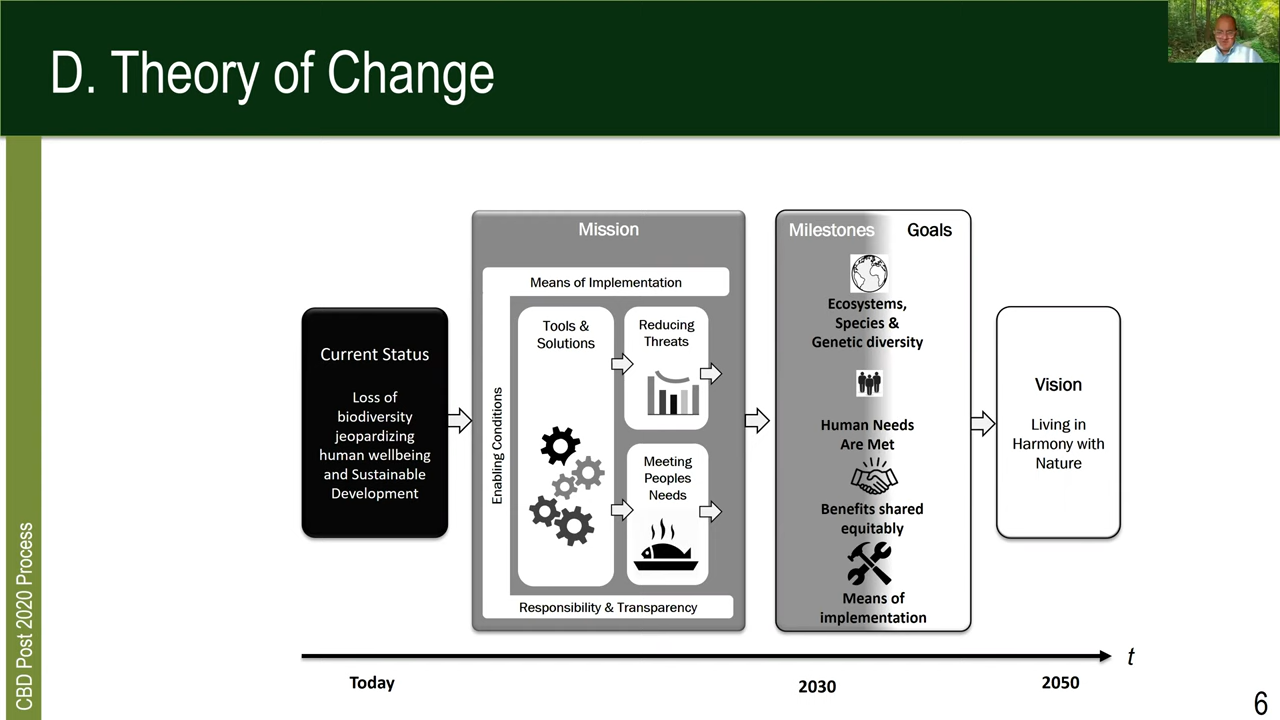 D. Theory of Change
CBD Post 2020 Process
Current Status
Loss of
biodiversity
jeopardizing
human wellbeing
and Sustainable
Development
Mission
Means of Implementation
Enabling Conditions
Tools &
Solutions
Reducing
Threats
Meeting
Peoples
Needs
Responsibility & Transparency
Milestones Goals
Ecosystems,
Species &
Genetic diversity
Human Needs
Are Met
Benefits shared
equitably
Means of
implementation
Vision
Living in
Harmony with
Nature
t
Today
2030
2050
6